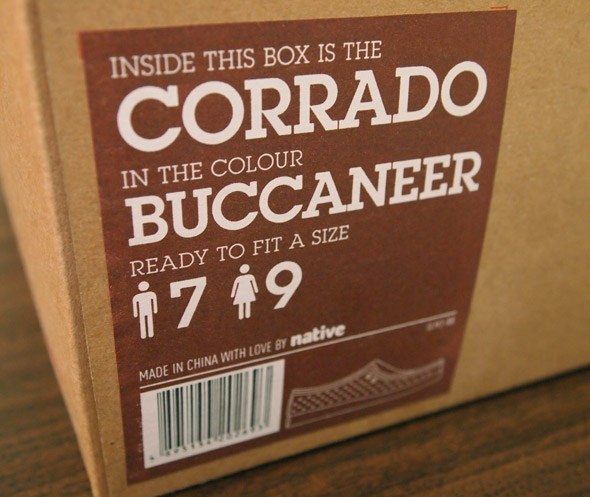 INSIDE THIS BOX IS THE
CORRADO
IN THE COLOUR
BUCCANEER
READY TO FIT A SIZE
7 9
MADE IN CHINA WITH LOVE BY native